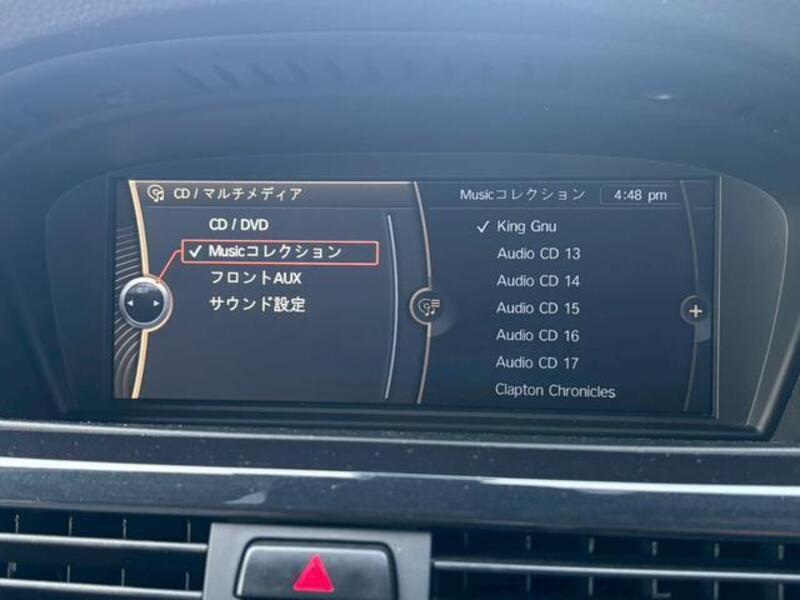 CD / マルチメディア
CD / DVD
✓ Musicコレクション
フロントAUX
サウンド設定
Musicコレクション 4:48 pm
✓ King Gnu
Audio CD 13
Audio CD 14
Audio CD 15
Audio CD 16
Audio CD 17
Clapton Chronicles